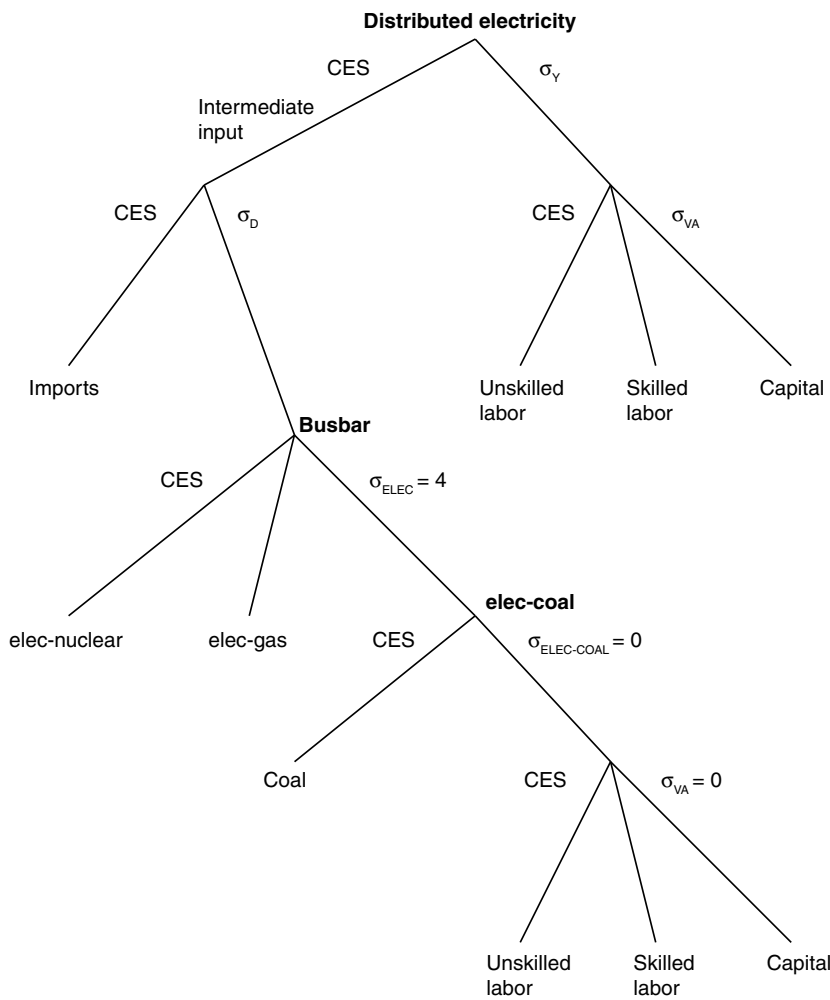 Distributed electricity
CES
σY
Intermediate
input
CES
σD
CES
σVA
Imports
Unskilled
labor
Skilled
labor
Capital
Busbar
CES
σELEC = 4
elec-coal
elec-nuclear
elec-gas
CES
σELEC-COAL = 0
Coal
CES
σVA = 0
Unskilled
labor
Skilled
labor
Capital